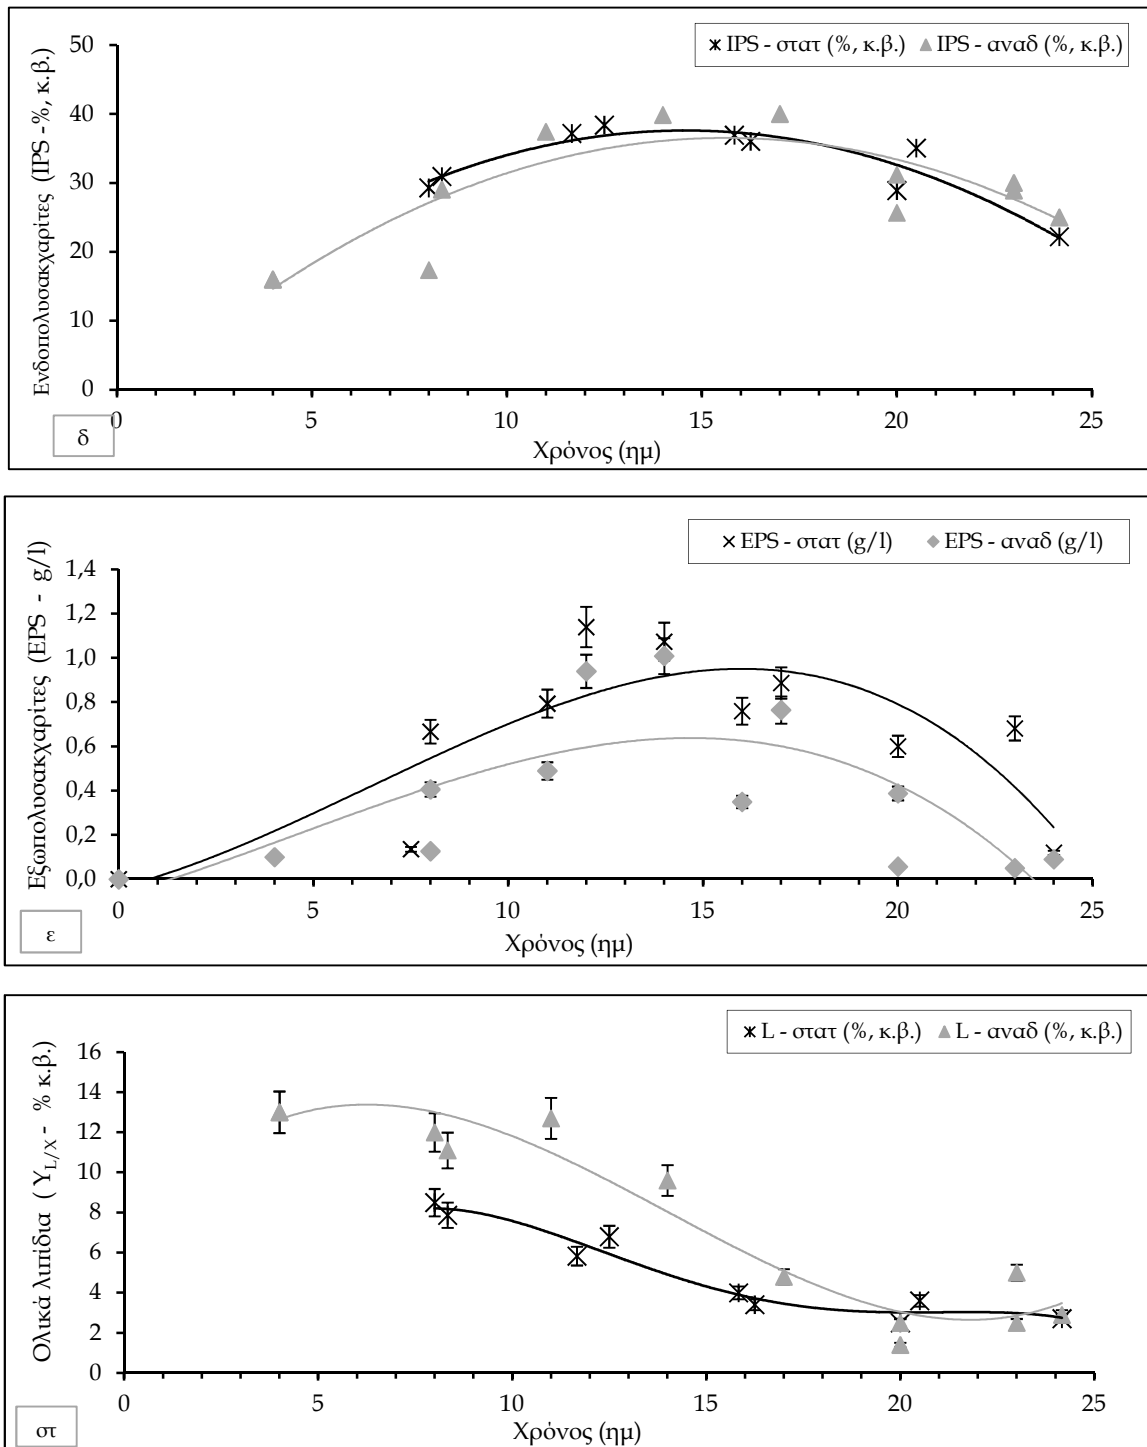 IPS - στατ (%, κ.β.) IPS - αναδ (%, κ.β.)
Ενδοπολυσακχαρίτες (IPS -%, κ.β.)
50
40
30
20
10
0
0 5 10 15 20 25
Χρόνος (ημ)
δ
EPS - στατ (g/l) EPS - αναδ (g/l)
Εξωπολυσακχαρίτες (EPS - g/l)
1,4
1,2
1,0
0,8
0,6
0,4
0,2
0,0
0 5 10 15 20 25
Χρόνος (ημ)
ε
L - στατ (%, κ.β.) L - αναδ (%, κ.β.)
Ολικά λιπίδια ( Y_L/X - % κ.β.)
16
14
12
10
8
6
4
2
0
0 5 10 15 20 25
Χρόνος (ημ)
στ